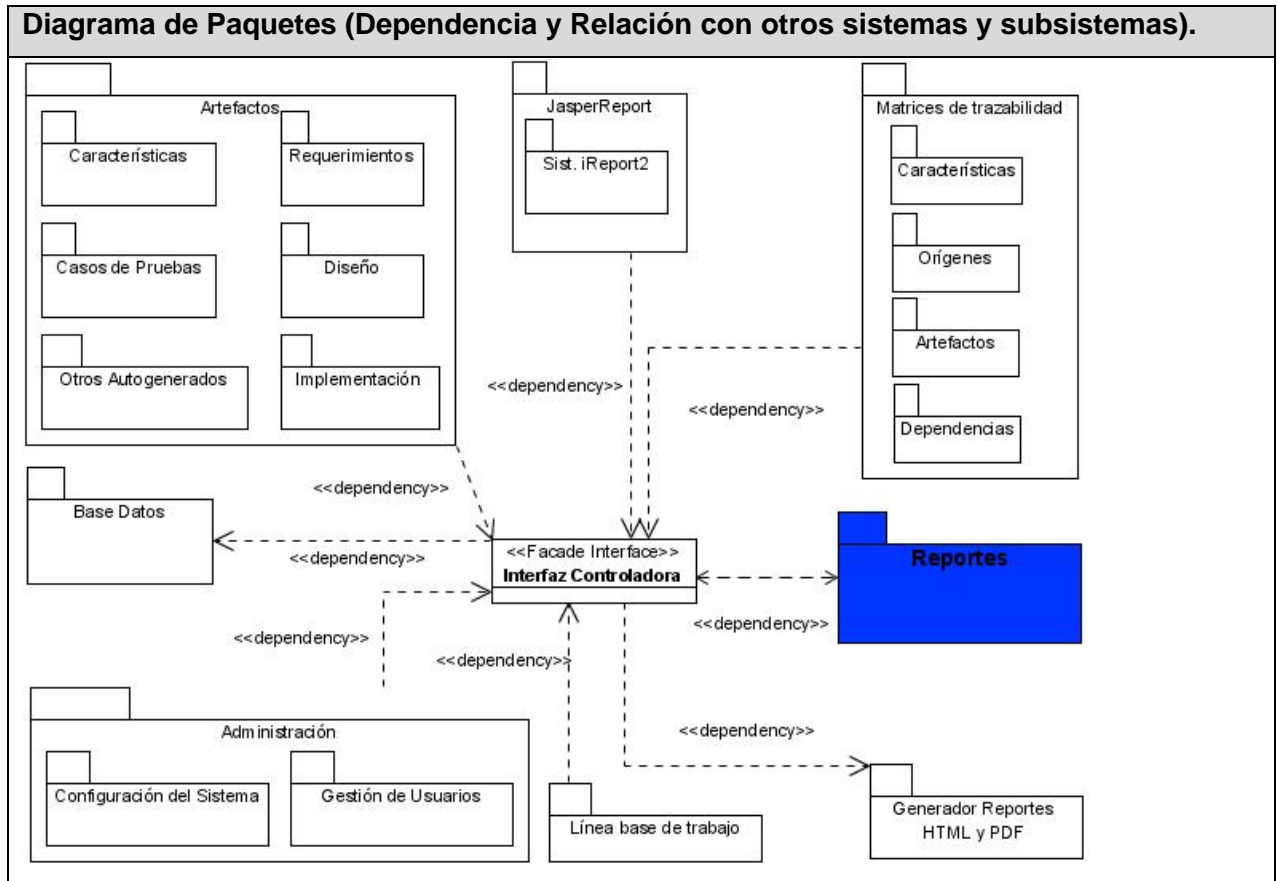 Diagrama de Paquetes (Dependencia y Relación con otros sistemas y subsistemas).
Artefactos
Características
Requerimientos
Casos de Pruebas
Diseño
Otros Autogenerados
Implementación
JasperReport
Sist. iReport2
Matrices de trazabilidad
Características
Orígenes
Artefactos
Dependencias
<<dependency>>
<<dependency>>
<<dependency>>
Base Datos
<<dependency>>
<<Facade Interface>>
Interfaz Controladora
Reportes
<<dependency>>
<<dependency>>
<<dependency>>
<<dependency>>
Administración
Configuración del Sistema
Gestión de Usuarios
Línea base de trabajo
Generador Reportes
HTML y PDF